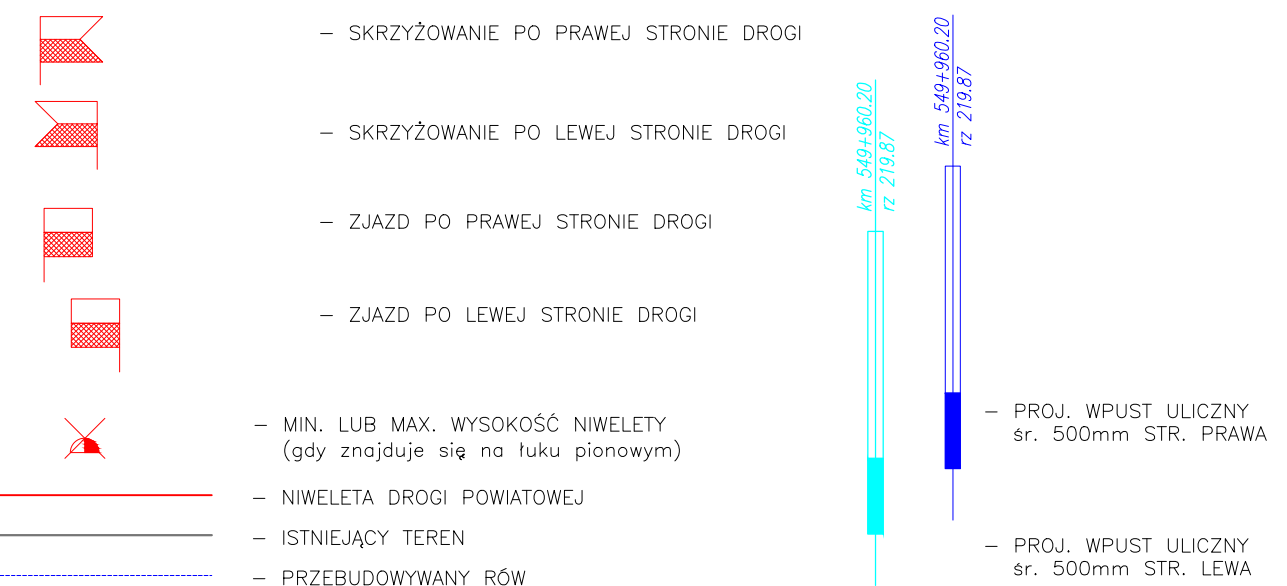 – SKRZYŻOWANIE PO PRAWEJ STRONIE DROGI
– SKRZYŻOWANIE PO LEWEJ STRONIE DROGI
– ZJAZD PO PRAWEJ STRONIE DROGI
– ZJAZD PO LEWEJ STRONIE DROGI
– MIN. LUB MAX. WYSOKOŚĆ NIWELETY
(gdy znajduje się na łuku pionowym)
– NIWELETA DROGI POWIATOWEJ
– ISTNIEJĄCY TEREN
– PRZEBUDOWYWANY RÓW
km 549+960.20
rz 219.87
km 549+960.20
rz 219.87
– PROJ. WPUST ULICZNY
śr. 500mm STR. PRAWA
– PROJ. WPUST ULICZNY
śr. 500mm STR. LEWA